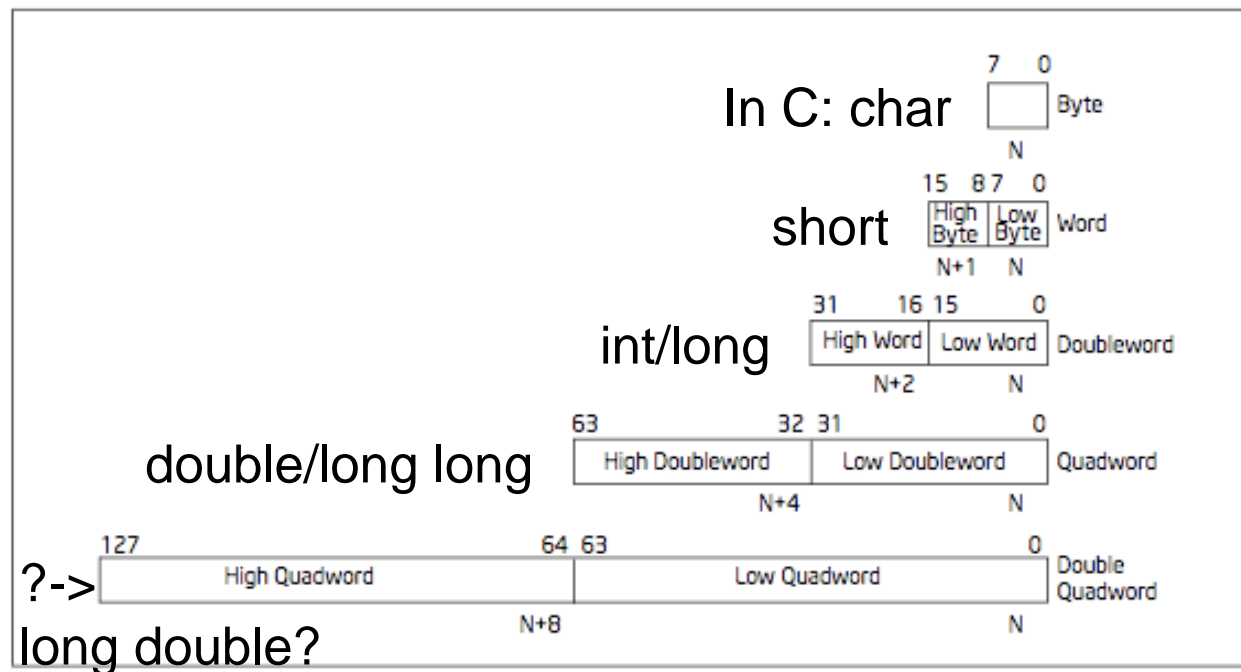 7 0
In C: char Byte
N
15 8 7 0
short High Byte Low Byte Word
N+1 N
31 16 15 0
int/long High Word Low Word Doubleword
N+2 N
63 32 31 0
double/long long High Doubleword Low Doubleword Quadword
N+4 N
127 64 63 0
?-> High Quadword Low Quadword Double Quadword
N+8 N
long double?